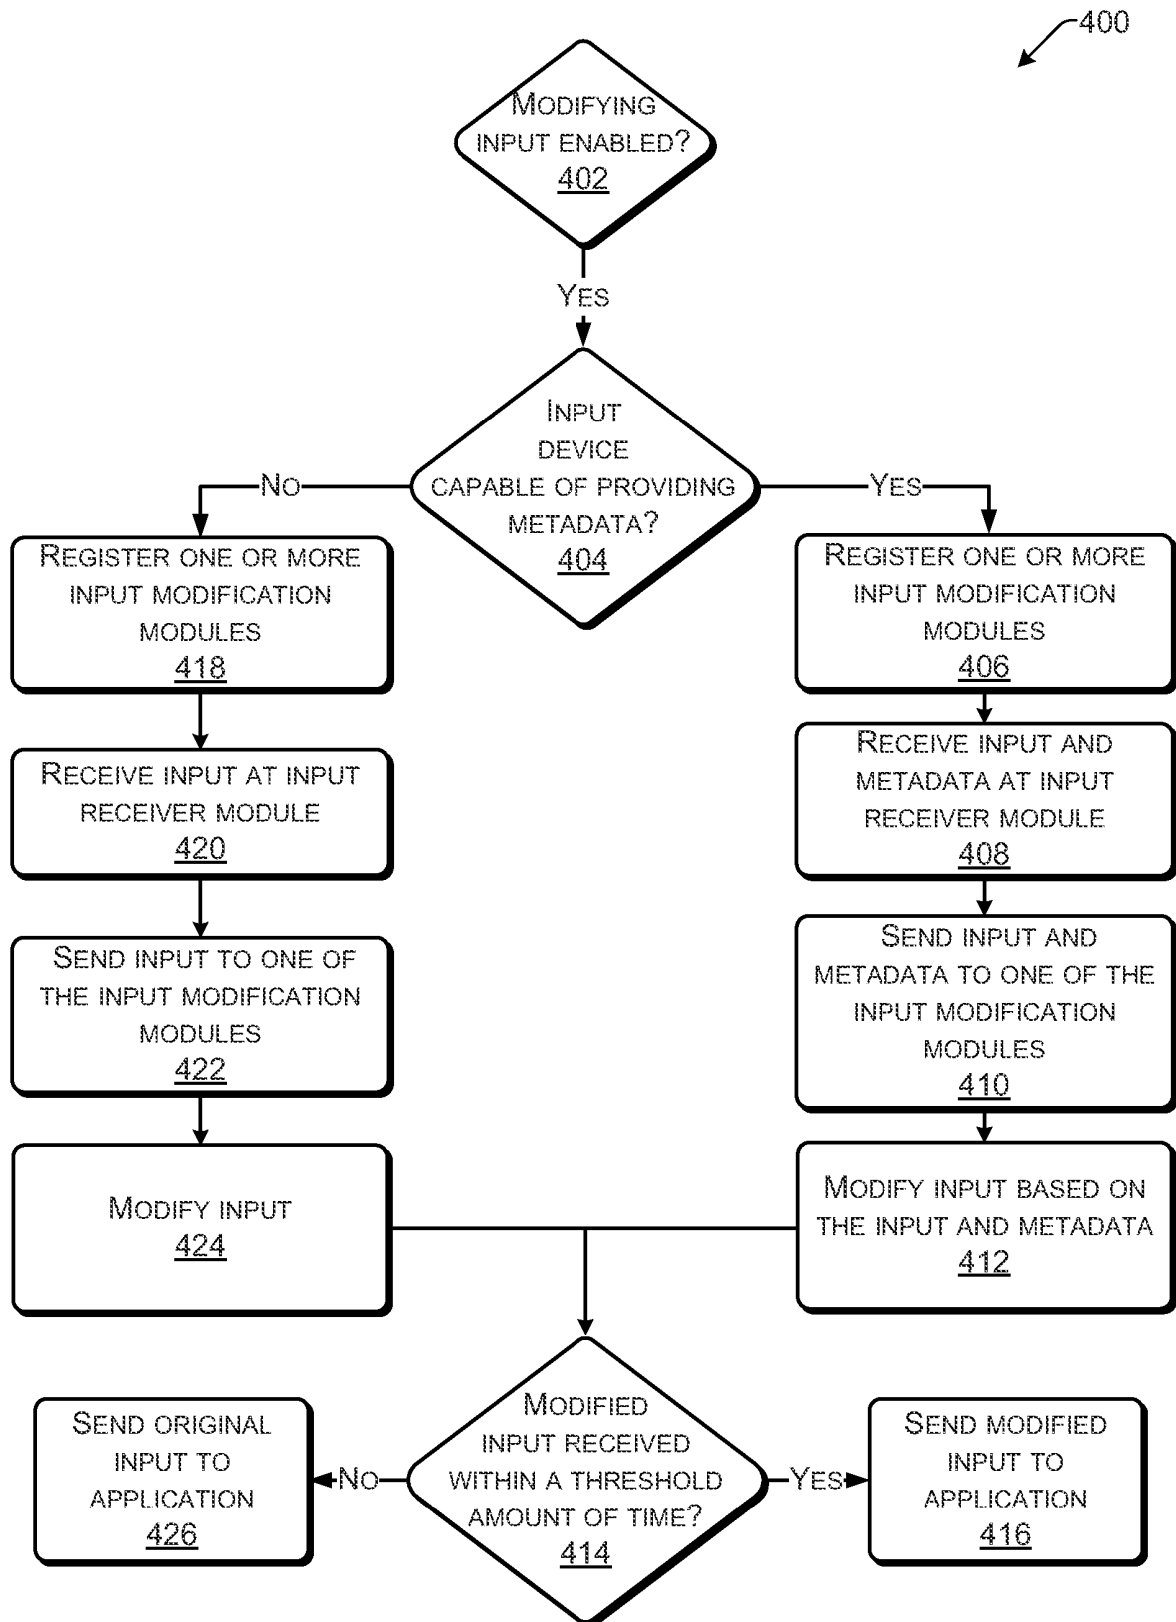 400
MODIFYING
INPUT ENABLED?
402
YES
INPUT
DEVICE
CAPABLE OF PROVIDING
METADATA?
404
NO
YES
REGISTER ONE OR MORE
INPUT MODIFICATION
MODULES
418
REGISTER ONE OR MORE
INPUT MODIFICATION
MODULES
406
RECEIVE INPUT AT INPUT
RECEIVER MODULE
420
RECEIVE INPUT AND
METADATA AT INPUT
RECEIVER MODULE
408
SEND INPUT TO ONE OF
THE INPUT MODIFICATION
MODULES
422
SEND INPUT AND
METADATA TO ONE OF THE
INPUT MODIFICATION
MODULES
410
MODIFY INPUT
424
MODIFY INPUT BASED ON
THE INPUT AND METADATA
412
MODIFIED
INPUT RECEIVED
WITHIN A THRESHOLD
AMOUNT OF TIME?
414
NO
YES
SEND ORIGINAL
INPUT TO
APPLICATION
426
SEND MODIFIED
INPUT TO
APPLICATION
416